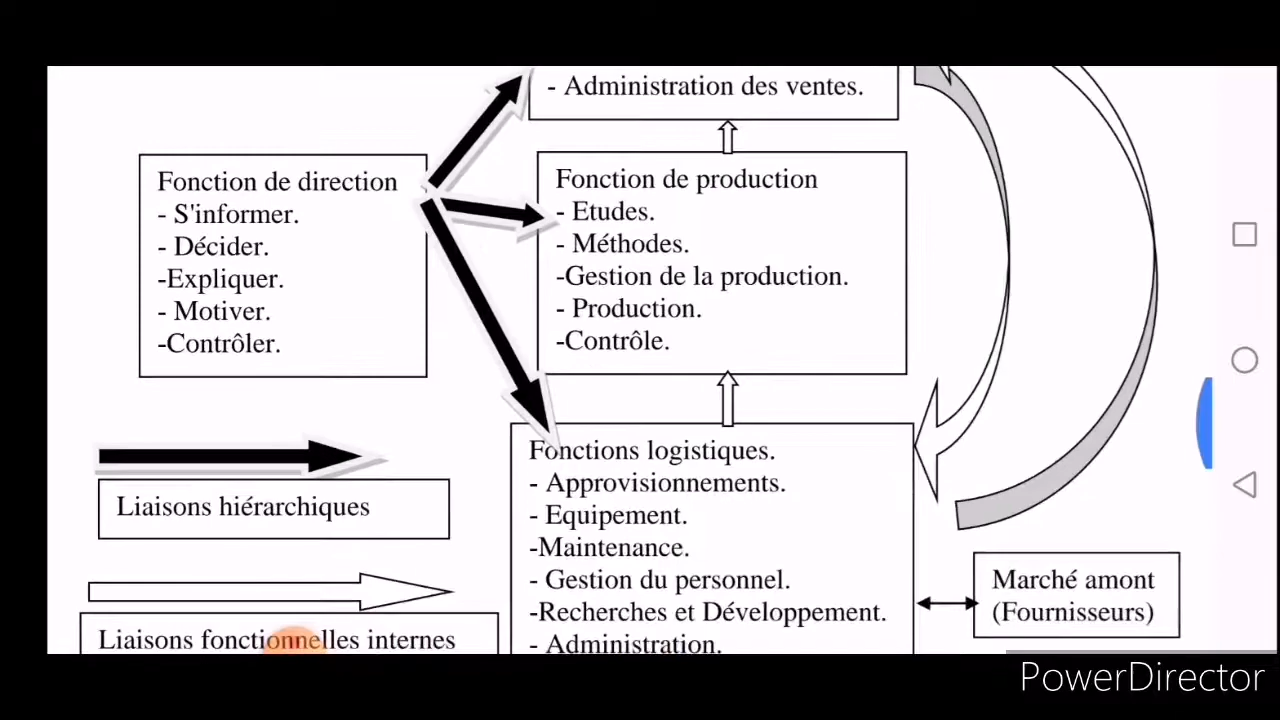 - Administration des ventes.
Fonction de direction
- S'informer.
- Décider.
-Expliquer.
- Motiver.
-Contrôler.
Fonction de production
- Etudes.
- Méthodes.
-Gestion de la production.
- Production.
-Contrôle.
Liaisons hiérarchiques
Liaisons fonctionnelles internes
Fonctions logistiques.
- Approvisionnements.
- Equipement.
-Maintenance.
- Gestion du personnel.
-Recherches et Développement.
- Administration.
Marché amont
(Fournisseurs)
PowerDirector